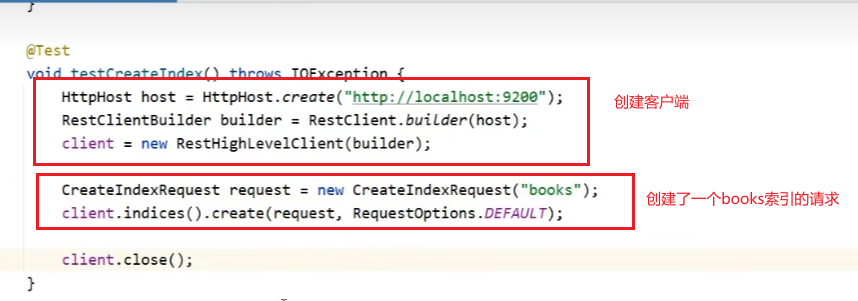 }
@Test
void testCreateIndex() throws IOException {
HttpHost host = HttpHost.create("http://localhost:9200");
RestClientBuilder builder = RestClient.builder(host);
client = new RestHighLevelClient(builder);
创建客户端
CreateIndexRequest request = new CreateIndexRequest("books");
client.indices().create(request, RequestOptions.DEFAULT);
创建了一个books索引的请求
client.close();
}